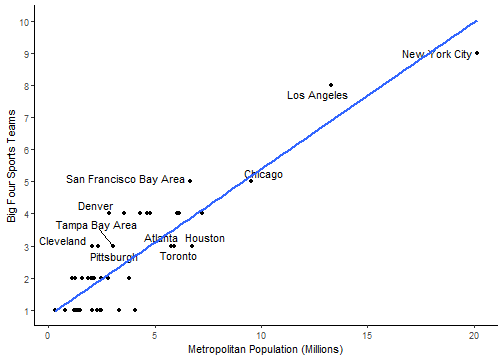 10
9
8
7
6
5
4
3
2
1
Big Four Sports Teams
New York City
Los Angeles
San Francisco Bay Area
Chicago
Denver
Tampa Bay Area
Cleveland
Atlanta
Houston
Pittsburgh
Toronto
0
5
10
15
20
Metropolitan Population (Millions)